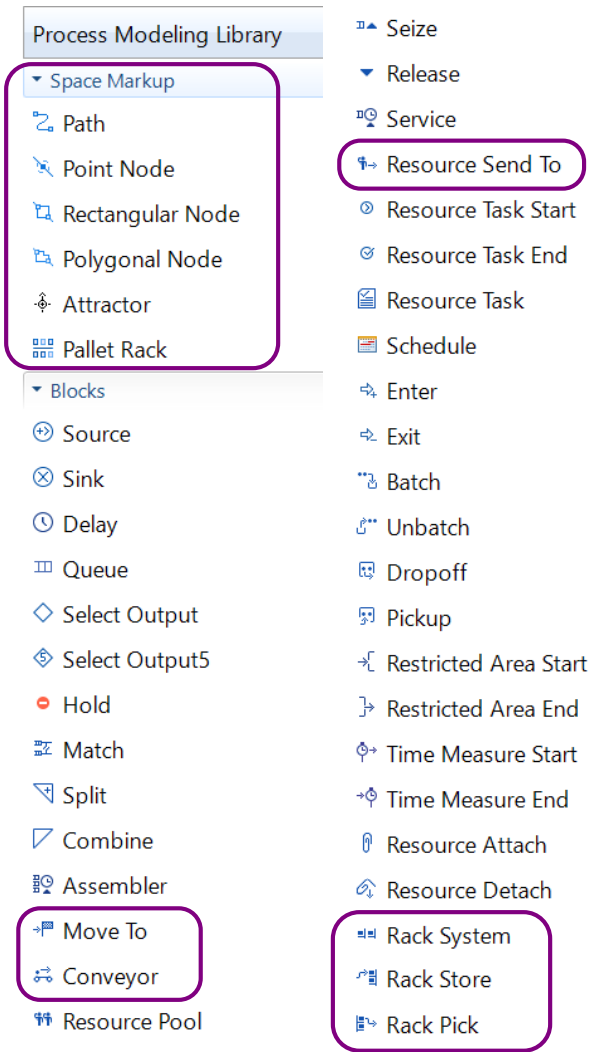 Process Modeling Library
Space Markup
Path
Point Node
Rectangular Node
Polygonal Node
Attractor
Pallet Rack
Blocks
Source
Sink
Delay
Queue
Select Output
Select Output5
Hold
Match
Split
Combine
Assembler
Move To
Conveyor
Resource Pool
Seize
Release
Service
Resource Send To
Resource Task Start
Resource Task End
Resource Task
Schedule
Enter
Exit
Batch
Unbatch
Dropoff
Pickup
Restricted Area Start
Restricted Area End
Time Measure Start
Time Measure End
Resource Attach
Resource Detach
Rack System
Rack Store
Rack Pick